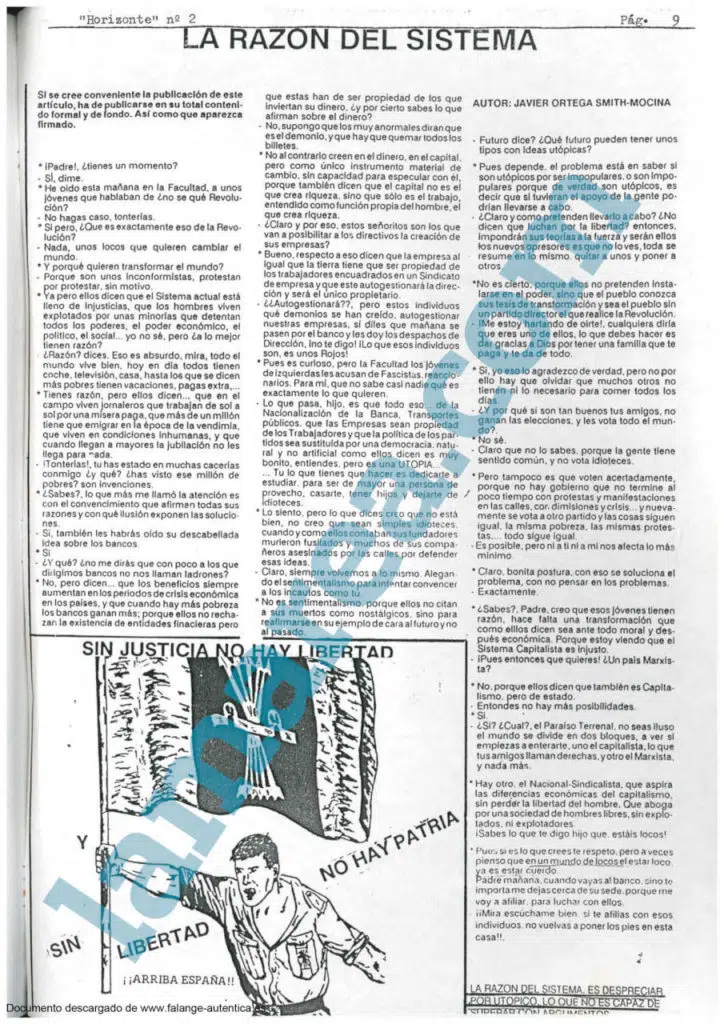 "Horizonte" nº 2
Pág. 9
LA RAZON DEL SISTEMA
Si se cree conveniente la publicación de este
artículo, ha de publicarse en su total conteni-
do formal y de fondo. Así como que aparezca
firmado.
* ¡Padre!, ¿tienes un momento?
- Sí, dime.
* He oído esta mañana en la Facultad, a unos
jóvenes que hablaban de ¿no se qué Revolu-
ción?
- No hagas caso, tonterías.
* Si pero, ¿Que es exactamente eso de la Revo-
lución?
- Nada, unos locos que quieren cambiar el
mundo.
* Y porqué quieren transformar el mundo?
- Porque son unos inconformistas, protestan
por protestar, sin motivo.
* Ya pero ellos dicen que el Sistema actual está
lleno de injusticias, que los hombres viven
explotados por unas minorías que detentan
todos los poderes, el poder económico, el
político, el social... yo no sé, pero ¿a lo mejor
tienen razón?
- ¿Razón? dices. Eso es absurdo, mira, todo el
mundo vive bien, hoy en día todos tienen
coche, televisión, casa, hasta los que se dicen
más pobres tienen vacaciones, pagas extra,...
* Tienes razón, pero ellos dicen... que en el
campo viven jornaleros que trabajan de sol a
sol por una misera paga, que más de un millón
tiene que emigrar en la época de la vendimia,
que viven en condiciones inhumanas, y que
cuando llegan a mayores la jubilación no les
llega para nada.
- ¡Tonterías!, tu has estado en muchas cacerías
conmigo ¿y qué? ¿has visto ese millón de
pobres? son invenciones.
* ¿Sabes?, lo que más me llamó la atención es
con el convencimiento que afirman todas sus
razones y con qué ilusión exponen las solucio-
nes.
- Si, también les habrás oído su descabellada
idea sobre los bancos.
* Si
- ¿Y qué? ¿no me dirás que con poco a los que
dirigimos bancos no nos llaman ladrones?
* No, pero dicen... que los beneficios siempre
aumentan en los periodos de crisis económica
en los países, y que cuando hay más pobreza
los bancos ganan más; porque ellos no recha-
zan la existencia de entidades finacieras pero
que estas han de ser propiedad de los que
inviertan su dinero, ¿y por cierto sabes lo que
afirman sobre el dinero?
- No, supongo que los muy anormales diran que
es el demonio, y que hay que quemar todos los
billetes.
* No al contrarlo creen en el dinero, en el capital,
pero como único instrumento material de
cambio, sin capacidad para especular con él,
porque también dicen que el capital no es el
que crea riqueza, sino que sólo es el trabajo,
entendido como función propia del hombre, el
que crea riqueza.
- ¿Claro y por eso, estos señoritos son los que
van a posibilitar a los directivos la creación de
sus empresas?
* Bueno, respecto a eso dicen que la empresa al
igual que la tierra tiene que ser propiedad de
los trabajadores encuadrados en un Sindicato
de empresa y que este autogestionará la direc-
ción y será el único propietario.
- ¿¿Autogestionará??, pero estos individuos
qué demonios se han creído, autogestionar
nuestras empresas, si diles que mañana se
pasen por el banco y les doy los despachos de
Dirección, ¡no te digo! ¡Lo que esos individuos
son, es unos Rojos!
* Pues es curioso, pero la Facultad los jóvenes
de izquierdas les acusan de Fascistas, reaccio-
narios. Para mí, que no sabe casi nadie que es
exactamente lo que quieren.
- Lo que pasa, hijo, es que todo eso de la
Nacionalización de la Banca, Transportes
públicos, que las Empresas sean propiedad
de los Trabajadores y que la política de los par-
tidos sea sustituída por una democracia, natu-
ral y no artificial como ellos dicen es muy
bonito, entiendes, pero es una UTOPIA...
... Tu lo que tienes que hacer es dedicarte a
estudiar, para ser de mayor una persona de
provecho, casarte, tener hijos y dejarte de
idioteces.
* Lo siento, pero lo que dices creo que no está
bien, no creo que sean simples idioteces,
cuando y como ellos contaban sus fundadores
murieron fusilados y muchos de sus compa-
ñeros asesinados por las calles por defender
esas ideas.
- Claro, siempre volvemos a lo mismo. Alegan-
do el sentimentalismo para intentar convencer
a los incautos como tú.
* No es sentimentalismo, porque ellos no citan
a sus muertos como nostálgicos, sino para
reafirmarse en su ejemplo de cara al futuro y no
al pasado.
AUTOR: JAVIER ORTEGA SMITH-MOCINA
- Futuro dice? ¿Qué futuro pueden tener unos
tipos con ideas utópicas?
* Pues depende, el problema está en saber si
son utópicos por ser impopulares, o son impo-
pulares porque de verdad son utópicos, es
decir que si tuvieran el apoyo de la gente po-
drían llevarse a cabo.
- ¿Claro y como pretenden llevarlo a cabo? ¿No
dicen que luchan por la libertad? entonces,
Impondrán sus teorías a la fuerza y serán ellos
los nuevos opresores es que no lo ves, toda se
resume en lo mismo, quitar a unos y poner a
otros.
*No es cierto, porque ellos no pretenden insta-
larse en el poder, sino que el pueblo conozca
sus tesis de transformación y sea el pueblo sin
un partido director el que realice la Revolución.
- ¡Me estoy hartando de oirte!, cualquiera diría
que eres uno de ellos, lo que debes hacer es
dar gracias a Dios por tener una familia que te
paga y te da de todo.
* Sí, yo eso lo agradezco de verdad, pero no por
ello hay que olvidar que muchos otros no
tienen ni lo necesario para comer todos los
días.
- ¿Y por qué si son tan buenos tus amigos, no
ganan las elecciones, y les vota todo el mun-
do?
* No sé.
- Claro que no lo sabes, porque la gente tiene
sentido común, y no vota idioteces.
- Pero tampoco es que voten acertadamente,
porque no hay gobierno que no termine al
poco tiempo con protestas y manifestaciones
en las calles, cor. dimisiones y crisis... y nueva-
mente se vota a otro partido y las cosas siguen
igual, la misma pobreza, las mismas protes-
tas,... todo sigue igual.
- Es posible, pero ni a ti ni a mi nos afecta lo más
mínimo.
* Claro, bonita postura, con eso se soluciona el
problema, con no pensar en los problemas.
- Exactamente.
* ¿Sabes?, Padre, creo que esos jóvenes tienen
razón, hace falta una transformación que
como elllos dicen sea ante todo moral y des-
pués económica. Porque estoy viendo que el
Sistema Capitalista es injusto.
- ¡Pues entonces que quieres! ¿Un país Marxis-
ta?
* No, porque ellos dicen que también es Capita-
lismo, pero de estado.
- Entondes no hay más posibilidades.
* Si.
- ¿Sí? ¿Cual?, el Paraíso Terrenal, no seas iluso
el mundo se divide en dos bloques, a ver si
empiezas a enterarte, uno el capitalista, lo que
tus amigos llaman derechas, y otro el Marxista,
y nada más.
- Hay otro, el Nacional-Sindicalista, que aspira
las diferencias económicas del capitalismo,
sin perder la libertad del hombre. Que aboga
por una sociedad de hombres libres, sin explo-
tados, ni explotadores.
¡Sabes lo que te digo hijo que, estáis locos!
* Pues si es lo que crees te respeto, pero a veces
pienso que en un mundo de locos el estar loco,
ya es estar cuerdo.
Padre mañana, cuando vayas al banco, sino te
importa me dejas cerca de su sede, porque me
voy a afiliar, para luchar con ellos.
- ¡¡Mira escúchame bien, si te afilias con esos
individuos, no vuelvas a poner los pies en esta
casa!!.
LA RAZON DEL SISTEMA, ES DESPRECIAR
POR UTOPICO, LO QUE NO ES CAPAZ DE
SUPERAR CON ARGUMENTOS
SIN JUSTICIA NO HAY LIBERTAD
Y
SIN LIBERTAD
NO HAY PATRIA
¡¡ARRIBA ESPAÑA!!
lamarea.com
Documento descargado de www.falange-autentica.es